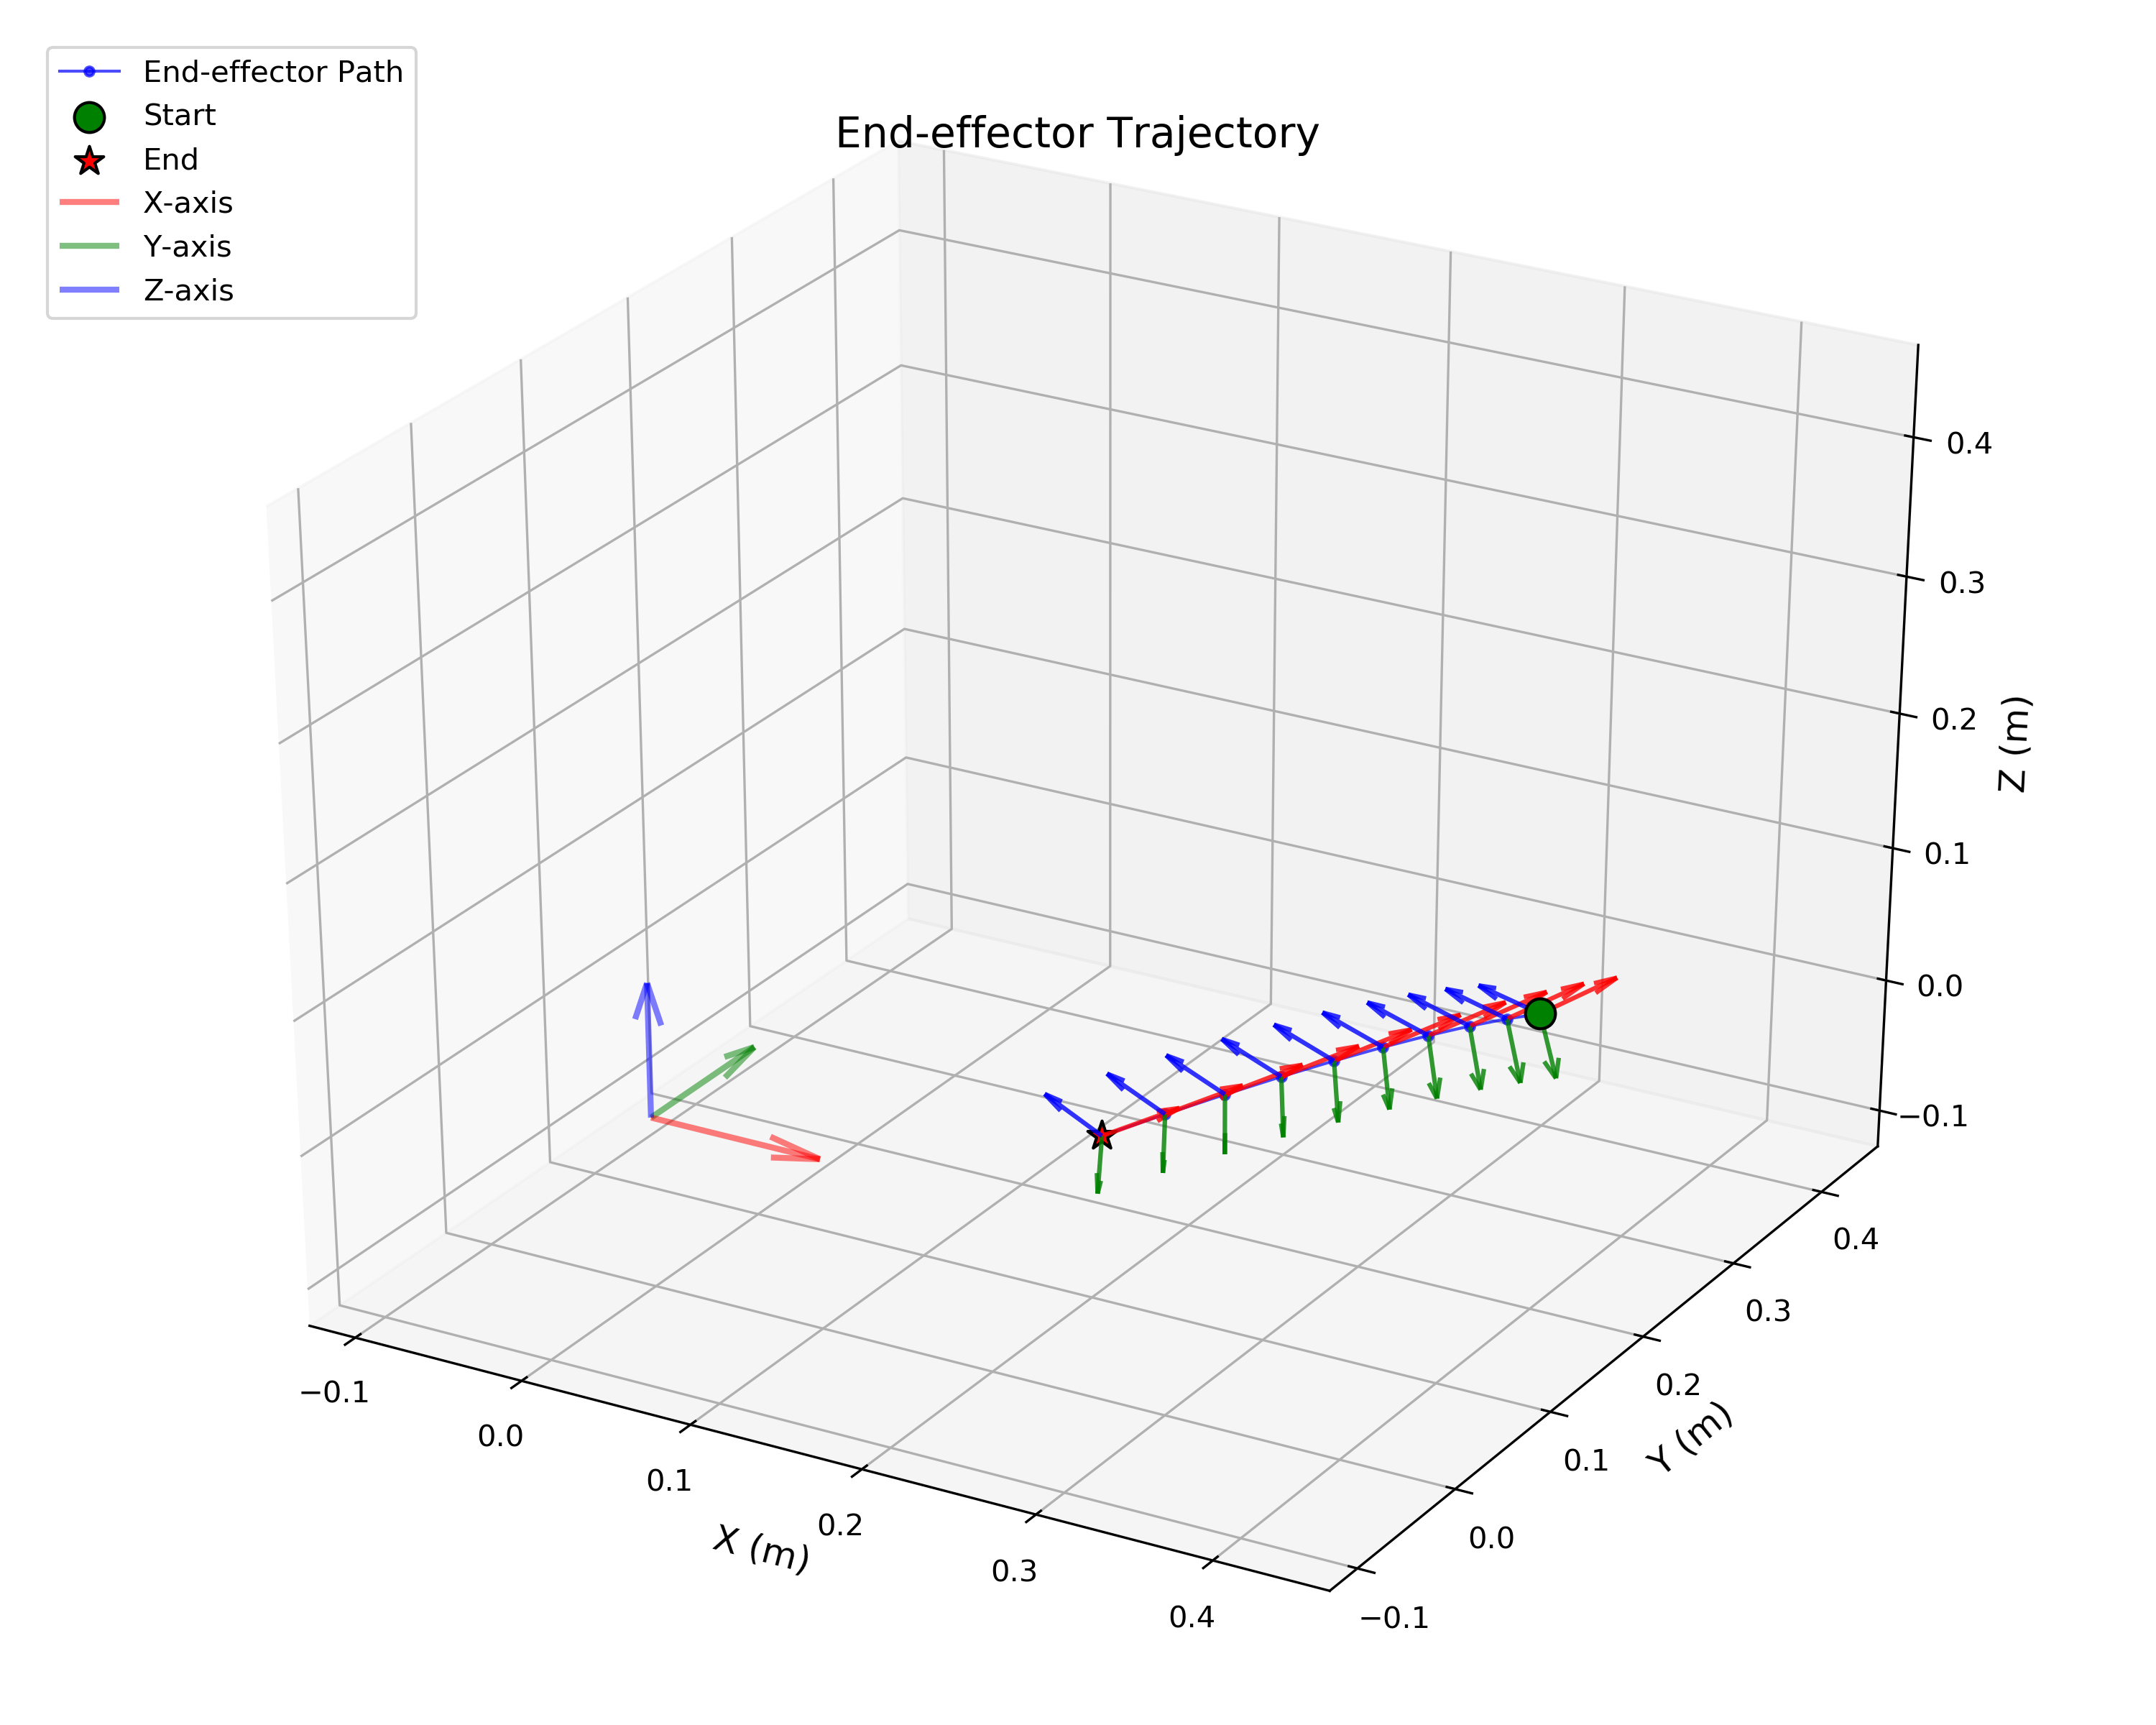 End-effector Path
Start
End
X-axis
Y-axis
Z-axis
End-effector Trajectory
0.4
0.3
0.2
0.1
0.0
−0.1
Z (m)
0.4
0.3
0.2
0.1
0.0
−0.1
Y (m)
−0.1
0.0
0.1
0.2
0.3
0.4
X (m)